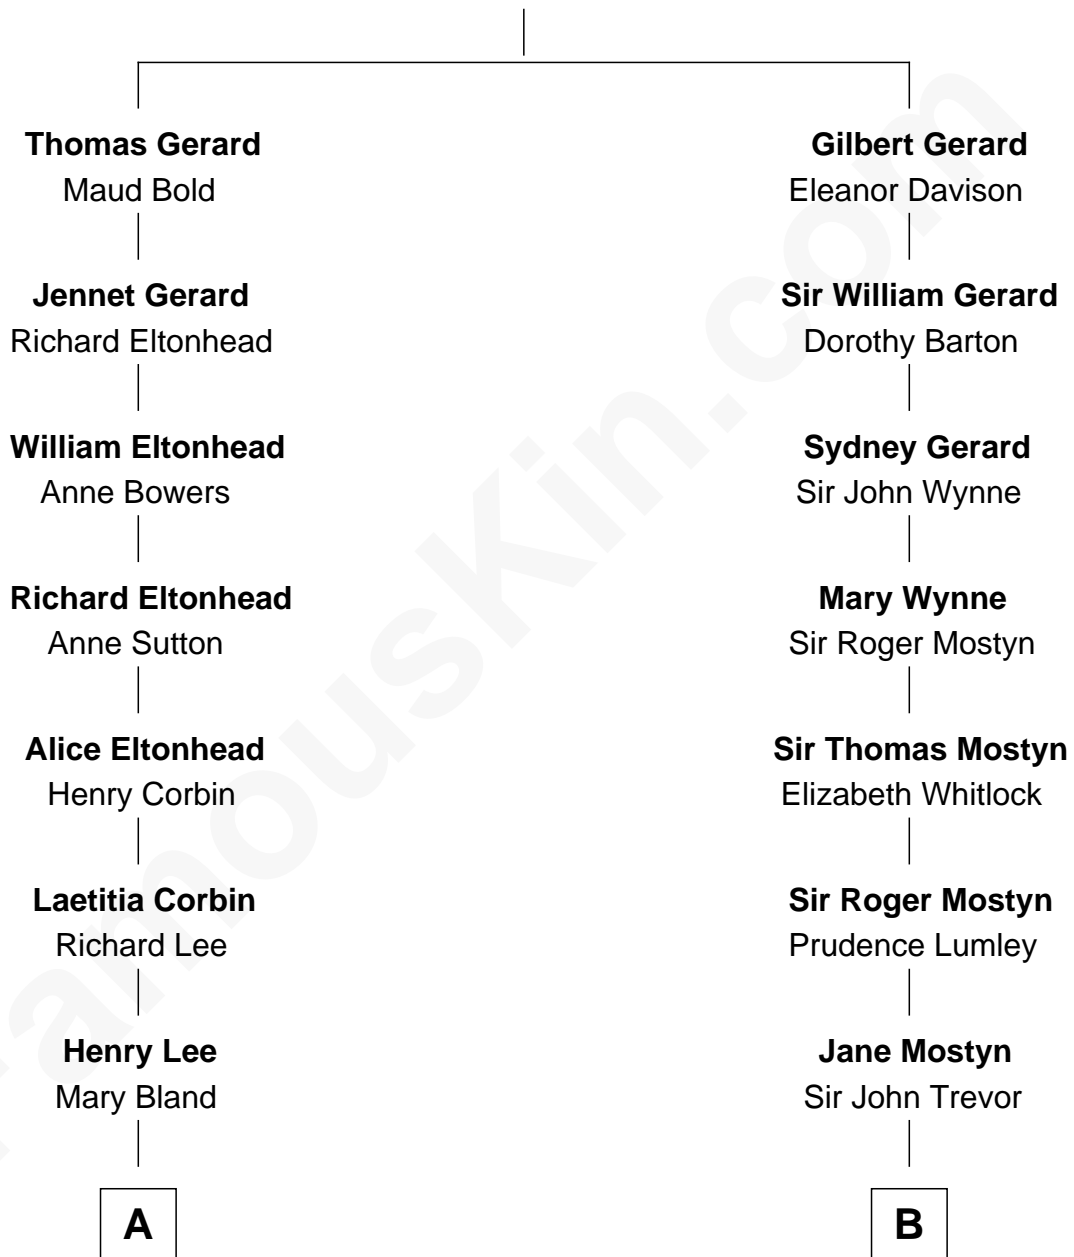 Thomas Gerard
Maud Bold
Jennet Gerard
Richard Eltonhead
William Eltonhead
Anne Bowers
Richard Eltonhead
Anne Sutton
Alice Eltonhead
Henry Corbin
Laetitia Corbin
Richard Lee
Henry Lee
Mary Bland
A
Gilbert Gerard
Eleanor Davison
Sir William Gerard
Dorothy Barton
Sydney Gerard
Sir John Wynne
Mary Wynne
Sir Roger Mostyn
Sir Thomas Mostyn
Elizabeth Whitlock
Sir Roger Mostyn
Prudence Lumley
Jane Mostyn
Sir John Trevor
B
FamousKin.com